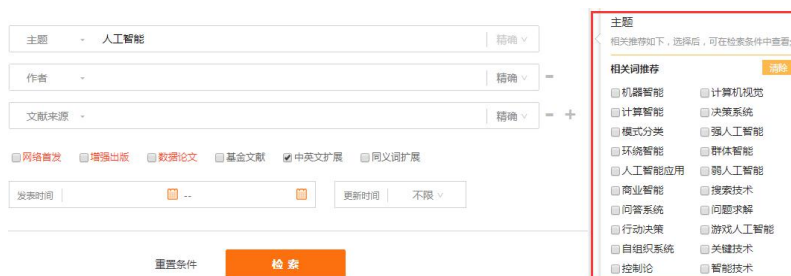 主题 人工智能 精确
作者 精确
文献来源 精确
网络首发 增强出版 数据论文 基金文献 中英文扩展 同义词扩展
发表时间 -- 更新时间 不限
重置条件 检索
主题
相关推荐如下，选择后，可在检索条件中查看
相关词推荐 清除
机器智能 计算机视觉
计算智能 决策系统
模式分类 强人工智能
环绕智能 群体智能
人工智能应用 弱人工智能
商业智能 搜索技术
问答系统 问题求解
行动决策 游戏人工智能
自组织系统 关键技术
控制论 智能技术